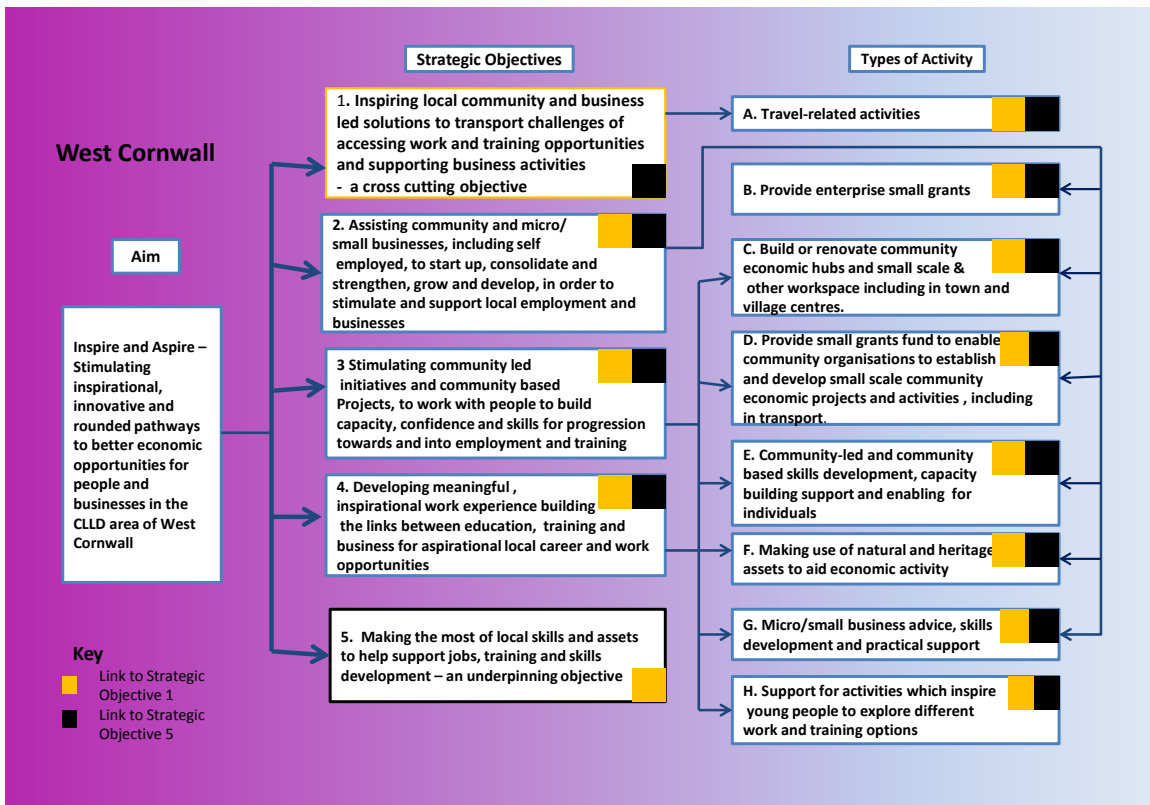 Strategic Objectives
Types of Activity
West Cornwall
Aim
Inspire and Aspire –
Stimulating
inspirational,
innovative and
rounded pathways
to better economic
opportunities for
people and
businesses in the
CLLD area of West
Cornwall
Key
Link to Strategic
Objective 1
Link to Strategic
Objective 5
1. Inspiring local community and business
led solutions to transport challenges of
accessing work and training opportunities
and supporting business activities
- a cross cutting objective
2. Assisting community and micro/
small businesses, including self
employed, to start up, consolidate and
strengthen, grow and develop, in order to
stimulate and support local employment and
businesses
3 Stimulating community led
initiatives and community based
Projects, to work with people to build
capacity, confidence and skills for progression
towards and into employment and training
4. Developing meaningful ,
inspirational work experience building
the links between education, training and
business for aspirational local career and work
opportunities
5. Making the most of local skills and assets
to help support jobs, training and skills
development – an underpinning objective
A. Travel-related activities
B. Provide enterprise small grants
C. Build or renovate community
economic hubs and small scale &
other workspace including in town and
village centres.
D. Provide small grants fund to enable
community organisations to establish
and develop small scale community
economic projects and activities , including
in transport.
E. Community-led and community
based skills development, capacity
building support and enabling for
individuals
F. Making use of natural and heritage
assets to aid economic activity
G. Micro/small business advice, skills
development and practical support
H. Support for activities which inspire
young people to explore different
work and training options